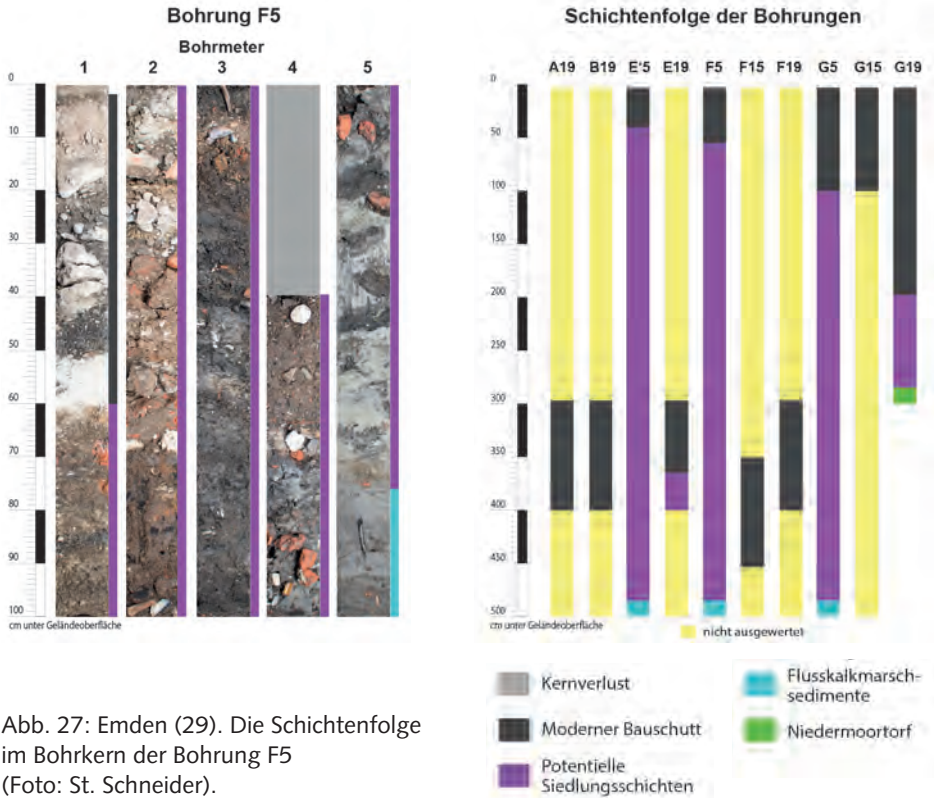 Bohrung F5
Bohrmeter
1 2 3 4 5
0
10
20
30
40
50
60
70
80
90
100
cm unter Geländeoberfläche
Schichtenfolge der Bohrungen
A19 B19 E'5 E19 F5 F15 F19 G5 G15 G19
0
50
100
150
200
250
300
350
400
450
500
cm unter Geländeoberfläche
nicht ausgewertet
Kernverlust
Moderner Bauschutt
Potentielle
Siedlungsschichten
Flusskalkmarsch-
sedimente
Niedermoortorf
Abb. 27: Emden (29). Die Schichtenfolge
im Bohrkern der Bohrung F5
(Foto: St. Schneider).